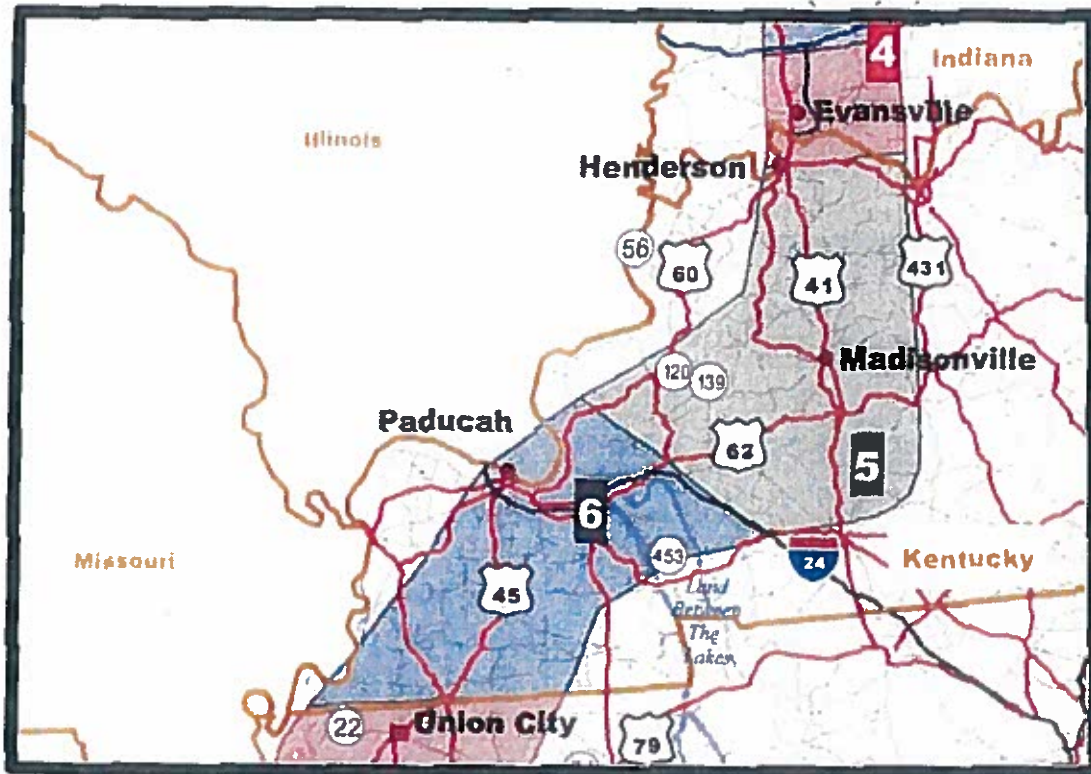 4
Indiana
Illinois
Evansville
Henderson
56
60
41
431
120
139
Madisonville
Paducah
62
5
6
453
24
Kentucky
Missouri
45
Land
Between
The
Lakes
22
Union City
79